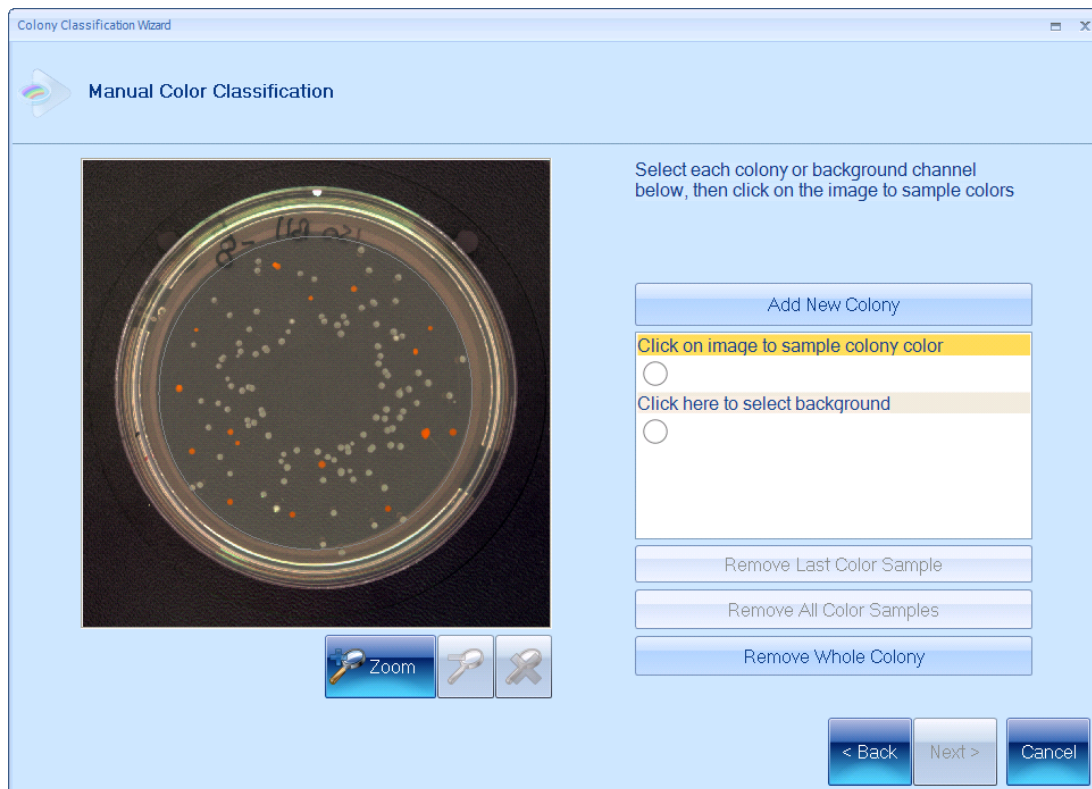 Colony Classification Wizard
Manual Color Classification
Select each colony or background channel
below, then click on the image to sample colors
Add New Colony
Click on image to sample colony color
Click here to select background
Remove Last Color Sample
Remove All Color Samples
Remove Whole Colony
Zoom
< Back
Next >
Cancel